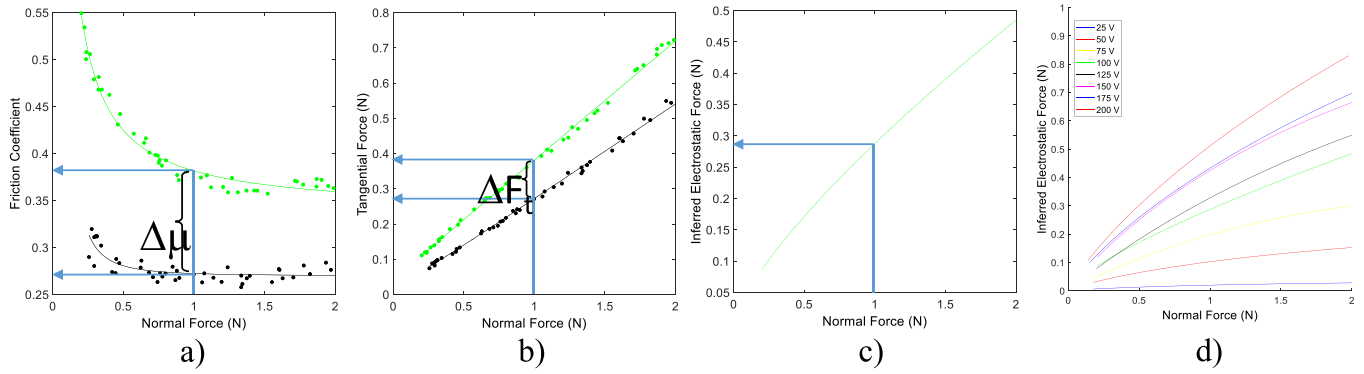 0.55
0.5
0.45
0.4
0.35
0.3
0.25
Friction Coefficient
Δμ
0 0.5 1 1.5 2
Normal Force (N)
a)
0.8
0.7
0.6
0.5
0.4
0.3
0.2
0.1
0
Tangential Force (N)
ΔF
0 0.5 1 1.5 2
Normal Force (N)
b)
0.5
0.45
0.4
0.35
0.3
0.25
0.2
0.15
0.1
0.05
Inferred Electrostatic Force (N)
0 0.5 1 1.5 2
Normal Force (N)
c)
1
0.9
0.8
0.7
0.6
0.5
0.4
0.3
0.2
0.1
0
Inferred Electrostatic Force (N)
25 V
50 V
75 V
100 V
125 V
150 V
175 V
200 V
0 0.5 1 1.5 2
Normal Force (N)
d)